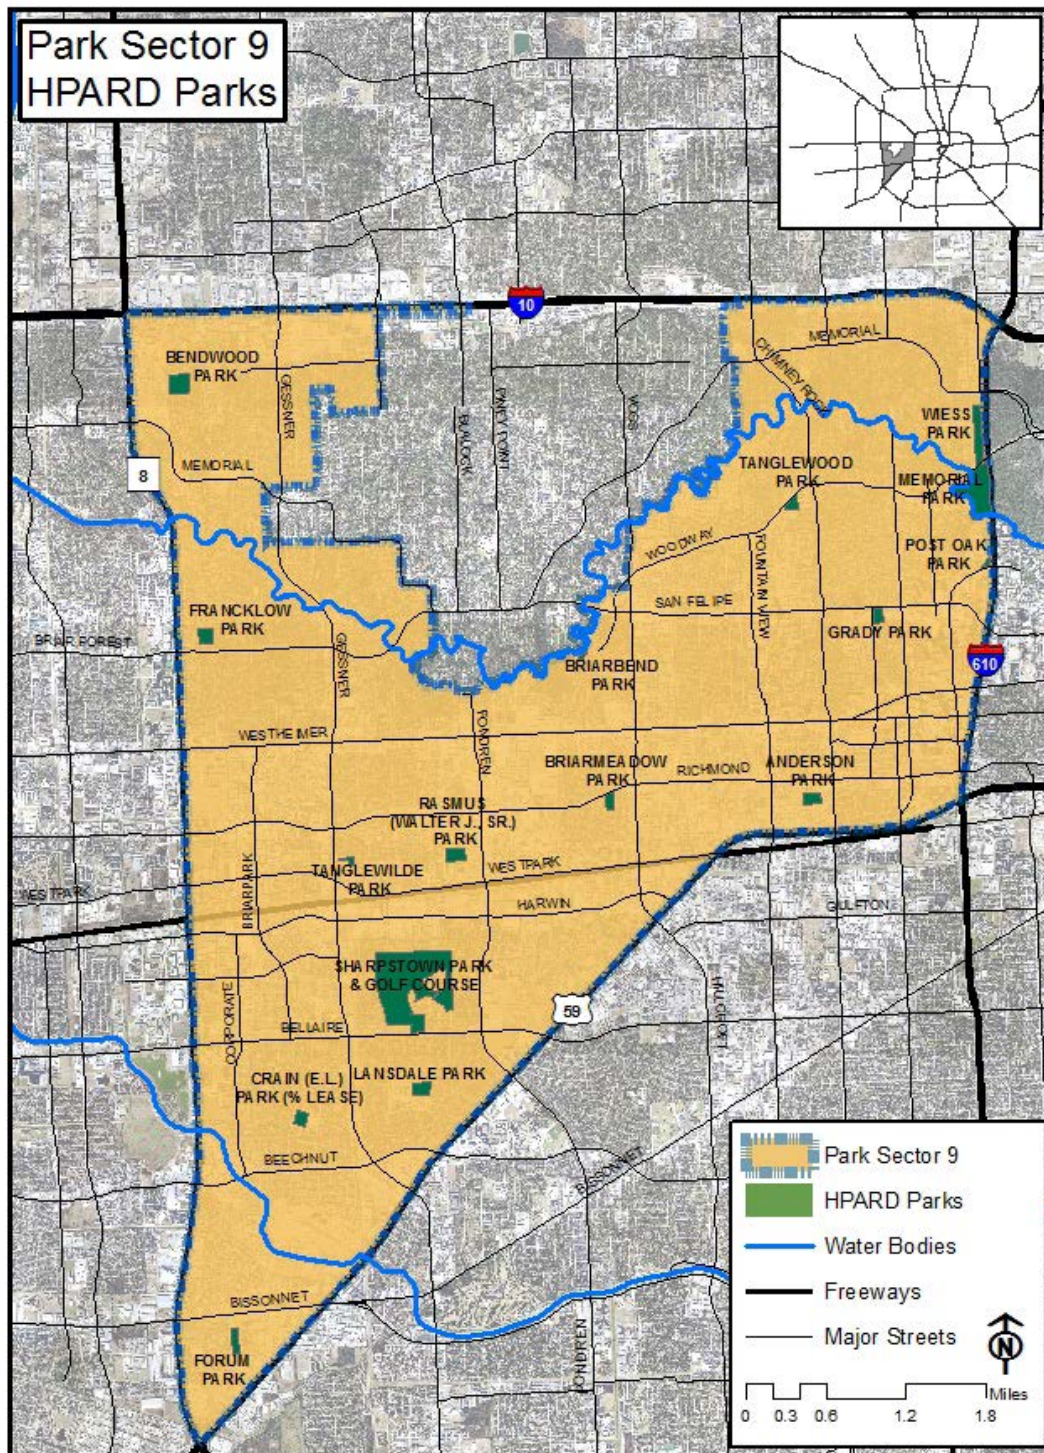 Park Sector 9
HPARD Parks
10
MEMORIAL
BENDWOOD
PARK
CHIMNEY ROCK
GESSNER
PINEY POINT
BLALOCK
VOSS
WIESS
PARK
MEMORIAL
8
TANGLEWOOD
PARK
MEMORIAL
PARK
WOODWAY
FOUNTAIN VIEW
POST OAK
PARK
FRANCKLOW
PARK
SAN FELIPE
GRADY PARK
BRIAR FOREST
GESSNER
BRIARBEND
PARK
610
FONDREN
WESTHEIMER
BRIARMEADOW
PARK
RICHMOND
ANDERSON
PARK
RASMUS
(WALTER J., SR.)
PARK
BRIARPARK
TANGLEWILDE
PARK
WESTPARK
WESTPARK
HARWIN
GULFTON
SHARPSTOWN PARK
& GOLF COURSE
59
HILLCROFT
CORPORATE
BELLAIRE
CRAIN (E.L.)
PARK (% LEASE)
LANSDALE PARK
BEECHNUT
BISSONNET
BISSONNET
FONDREN
FORUM
PARK
Park Sector 9
HPARD Parks
Water Bodies
Freeways
Major Streets
N
Miles
0 0.3 0.6 1.2 1.8